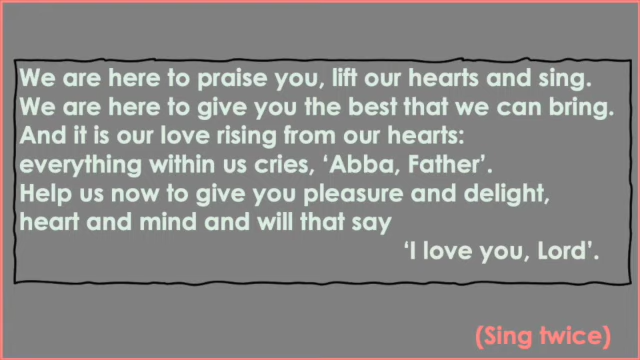 We are here to praise you, lift our hearts and sing.
We are here to give you the best that we can bring.
And it is our love rising from our hearts:
everything within us cries, ‘Abba, Father’.
Help us now to give you pleasure and delight,
heart and mind and will that say
‘I love you, Lord’.
(Sing twice)